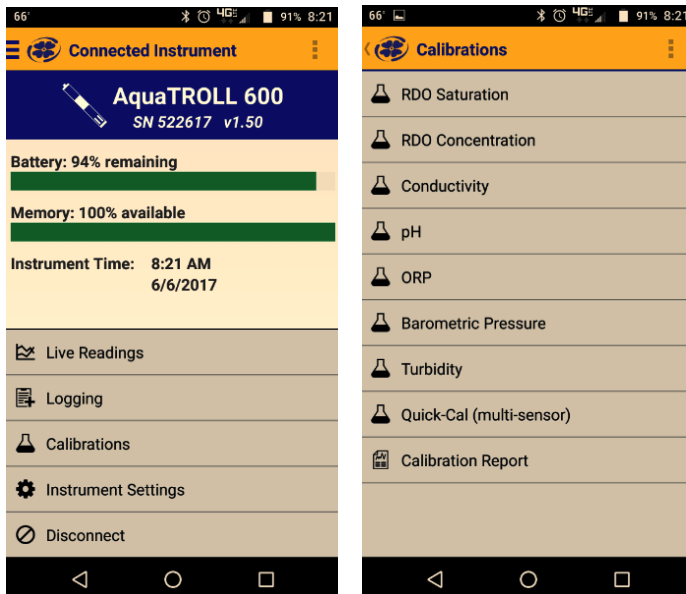 66°
4G
91% 8:21
Connected Instrument
AquaTROLL 600
SN 522617 v1.50
Battery: 94% remaining
Memory: 100% available
Instrument Time: 8:21 AM
6/6/2017
Live Readings
Logging
Calibrations
Instrument Settings
Disconnect
66°
4G
91% 8:21
Calibrations
RDO Saturation
RDO Concentration
Conductivity
pH
ORP
Barometric Pressure
Turbidity
Quick-Cal (multi-sensor)
Calibration Report